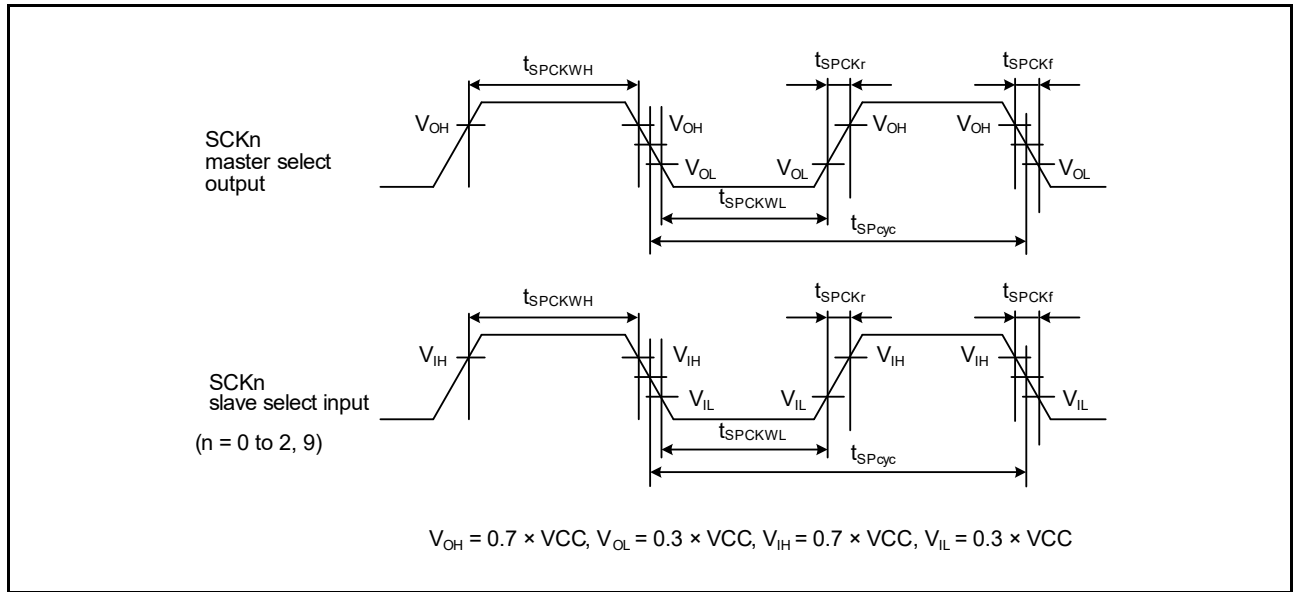 tSPCKWH
tSPCKr
tSPCKf
SCKn
master select
output
VOH
VOH
VOH
VOH
VOL
VOL
VOL
tSPCKWL
tSPcyc
tSPCKWH
tSPCKr
tSPCKf
SCKn
slave select input
(n = 0 to 2, 9)
VIH
VIH
VIH
VIH
VIL
VIL
VIL
tSPCKWL
tSPcyc
VOH = 0.7 × VCC, VOL = 0.3 × VCC, VIH = 0.7 × VCC, VIL = 0.3 × VCC